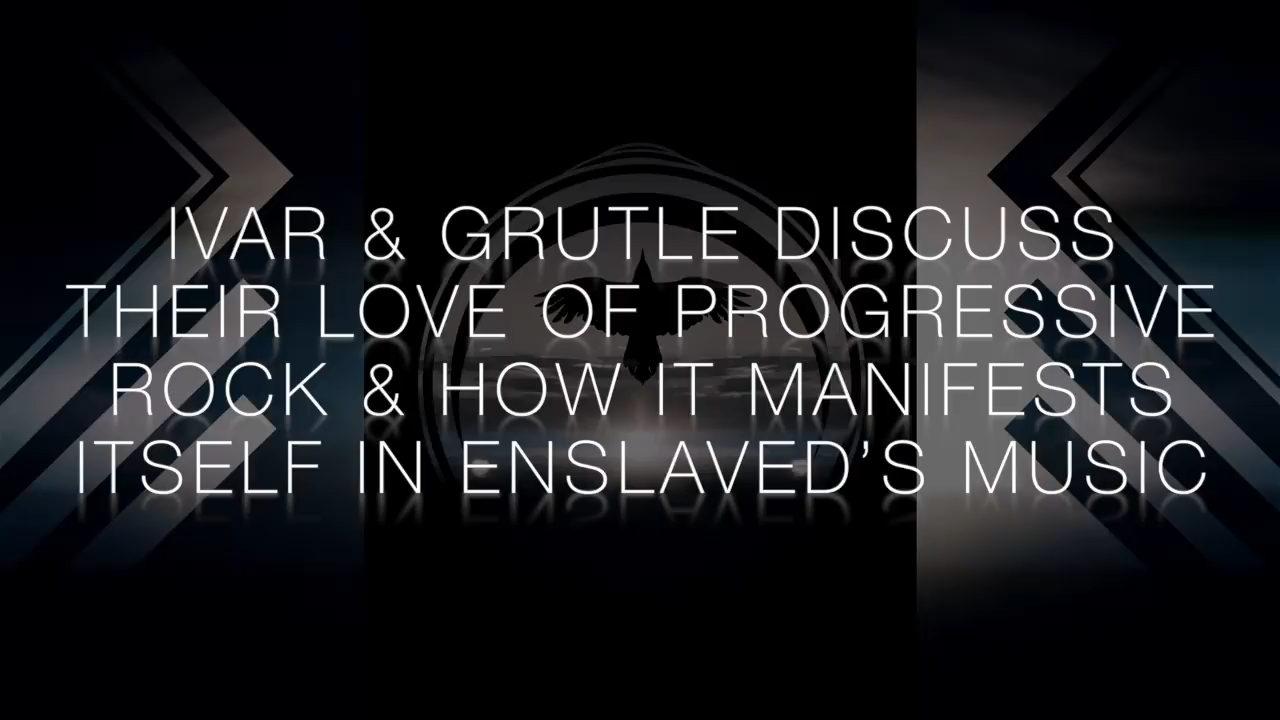 IVAR & GRUTLE DISCUSS
THEIR LOVE OF PROGRESSIVE
ROCK & HOW IT MANIFESTS
ITSELF IN ENSLAVED’S MUSIC